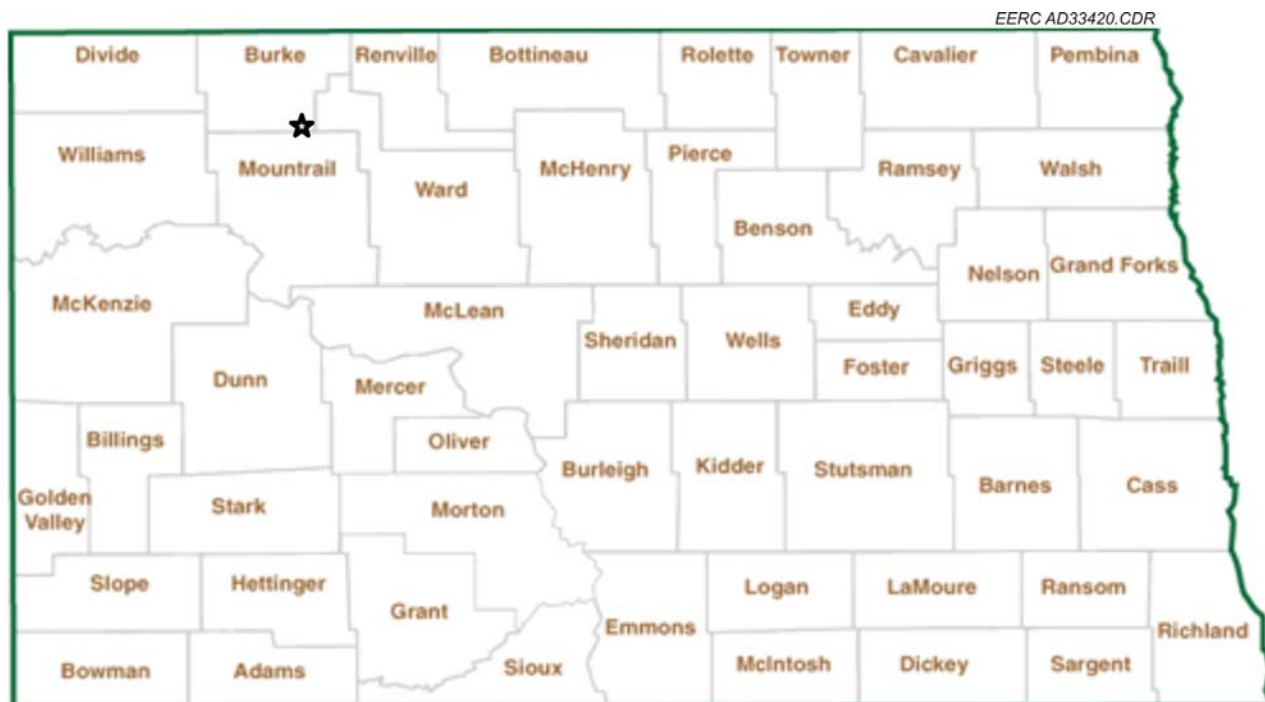 EERC AD33420.CDR
Divide
Burke
Renville
Bottineau
Rolette
Towner
Cavalier
Pembina
Williams
Mountrail
Ward
McHenry
Pierce
Benson
Ramsey
Walsh
Nelson
Grand Forks
McKenzie
McLean
Sheridan
Wells
Eddy
Foster
Griggs
Steele
Traill
Dunn
Mercer
Oliver
Billings
Golden
Valley
Stark
Morton
Burleigh
Kidder
Stutsman
Barnes
Cass
Slope
Hettinger
Grant
Emmons
Logan
LaMoure
Ransom
Richland
Bowman
Adams
Sioux
McIntosh
Dickey
Sargent